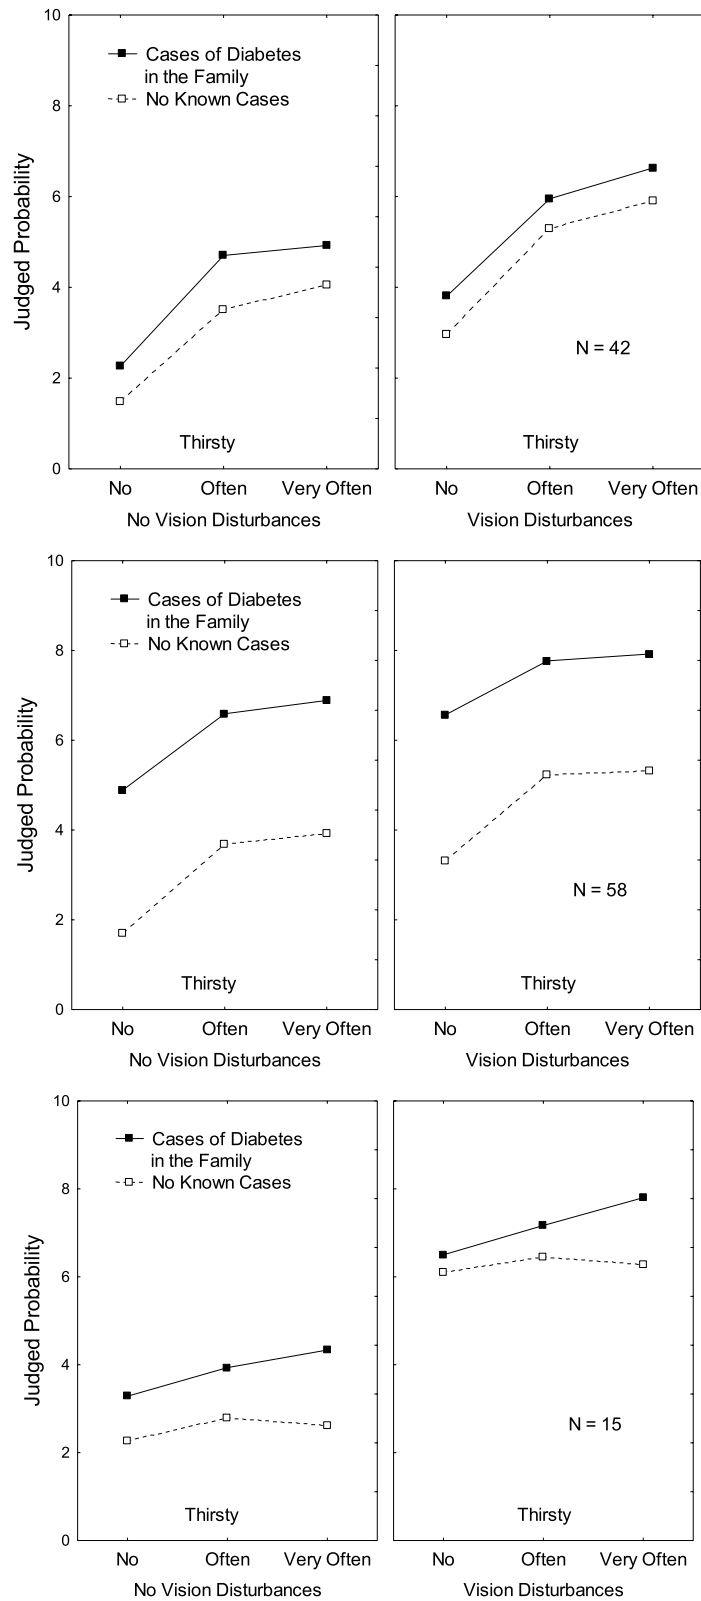 10
8
6
4
2
0
Judged Probability
Cases of Diabetes
in the Family
No Known Cases
N = 42
Thirsty
Thirsty
No Often Very Often
No Often Very Often
No Vision Disturbances
Vision Disturbances
10
8
6
4
2
0
Judged Probability
Cases of Diabetes
in the Family
No Known Cases
N = 58
Thirsty
Thirsty
No Often Very Often
No Often Very Often
No Vision Disturbances
Vision Disturbances
10
8
6
4
2
0
Judged Probability
Cases of Diabetes
in the Family
No Known Cases
N = 15
Thirsty
Thirsty
No Often Very Often
No Often Very Often
No Vision Disturbances
Vision Disturbances